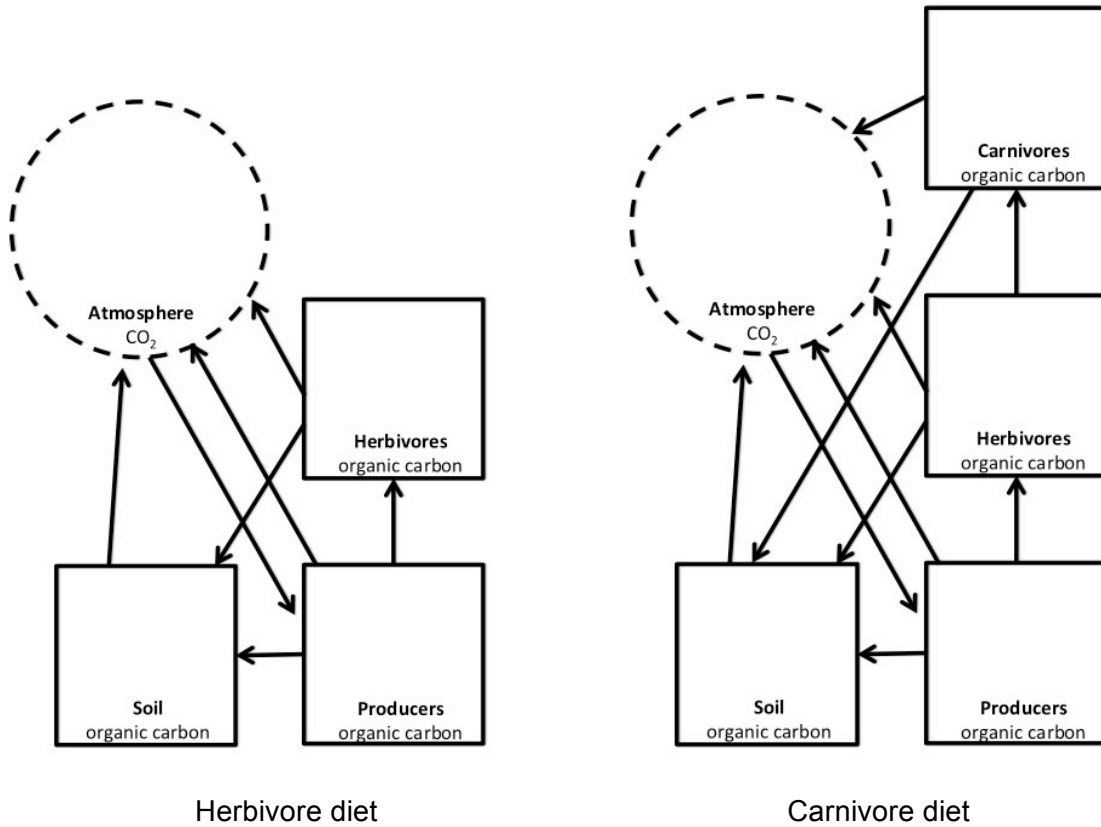 Atmosphere
CO₂
Herbivores
organic carbon
Soil
organic carbon
Producers
organic carbon
Herbivore diet
Carnivores
organic carbon
Atmosphere
CO₂
Herbivores
organic carbon
Soil
organic carbon
Producers
organic carbon
Carnivore diet